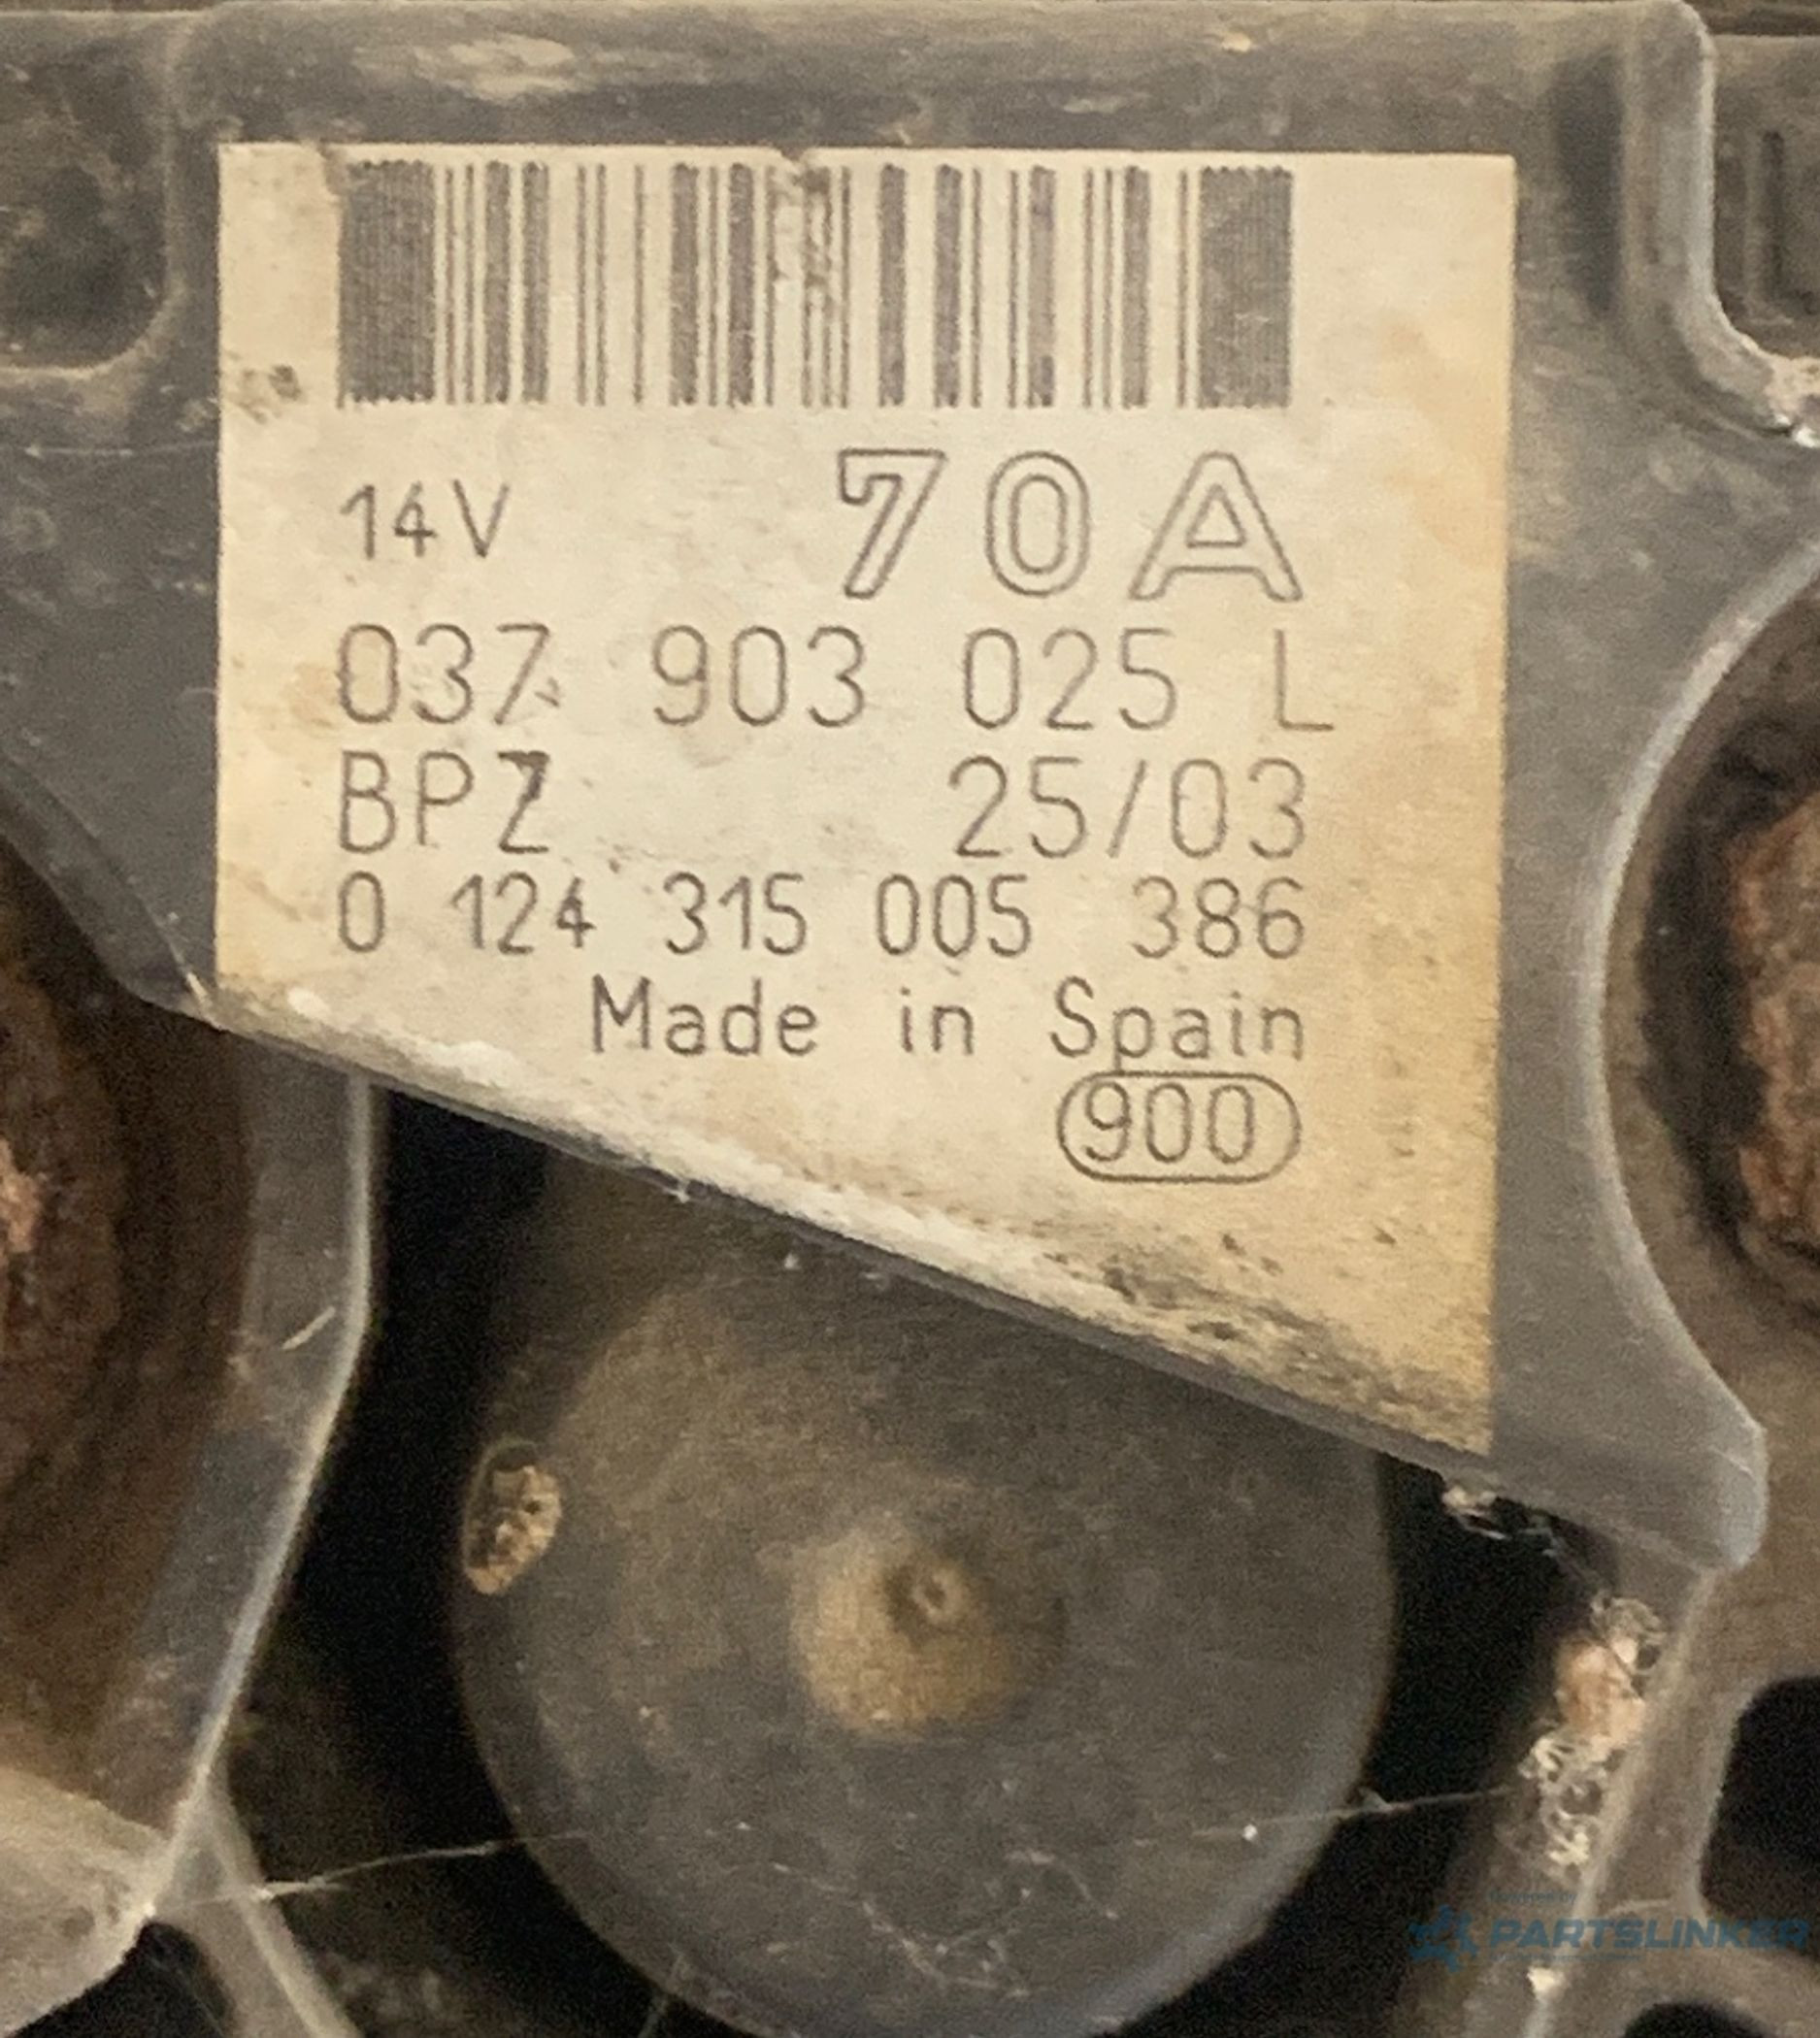 14V 70A
037 903 025 L
BPZ 25/03
0 124 315 005 386
Made in Spain
900
PARTSLINKER